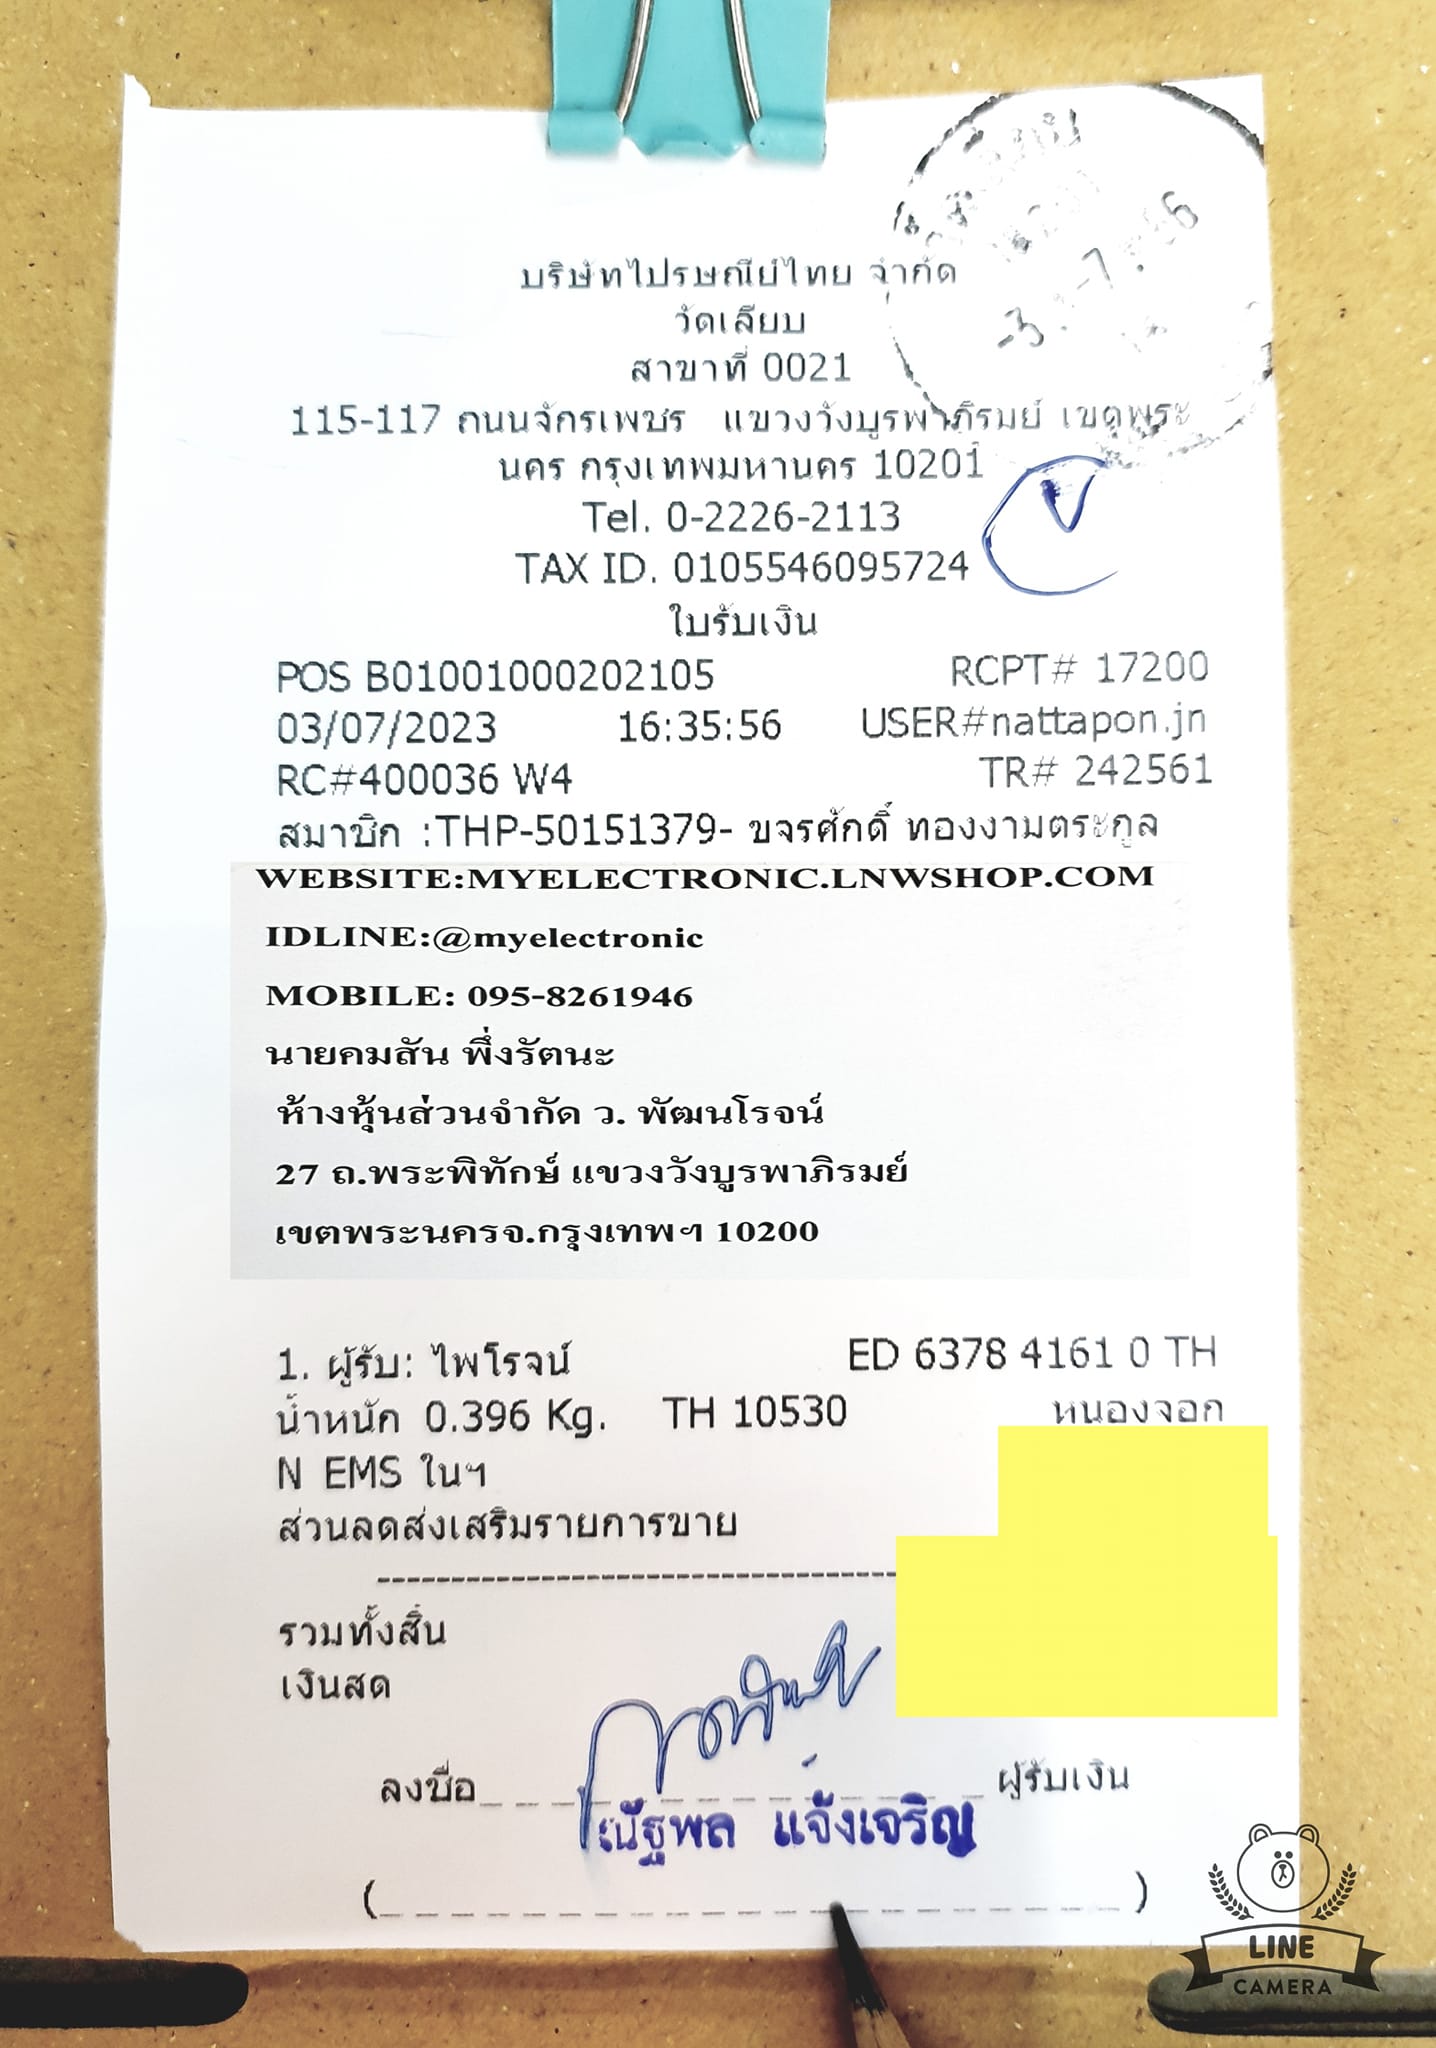 บริษัทไปรษณีย์ไทย จำกัด
วัดเลียบ
สาขาที่ 0021
115-117 ถนนจักรเพชร แขวงวังบูรพาภิรมย์ เขตพระ
นคร กรุงเทพมหานคร 10201
Tel. 0-2226-2113
TAX ID. 0105546095724
ใบรับเงิน
POS B01001000202105 RCPT# 17200
03/07/2023 16:35:56 USER#nattapon.jn
RC#400036 W4 TR# 242561
สมาชิก :THP-50151379- ขจรศักดิ์ ทองงามตระกูล
WEBSITE:MYELECTRONIC.LNWSHOP.COM
IDLINE:@myelectronic
MOBILE: 095-8261946
นายคมสัน พึ่งรัตนะ
ห้างหุ้นส่วนจำกัด ว. พัฒนโรจน์
27 ถ.พระพิทักษ์ แขวงวังบูรพาภิรมย์
เขตพระนครจ.กรุงเทพฯ 10200
1. ผู้รับ: ไพโรจน์ ED 6378 4161 0 TH
น้ำหนัก 0.396 Kg. TH 10530 หนองจอก
N EMS ในฯ
ส่วนลดส่งเสริมรายการขาย
รวมทั้งสิ้น
เงินสด
ลงชื่อ ผู้รับเงิน
ณัฐพล แจ้งเจริญ
( )
LINE
CAMERA